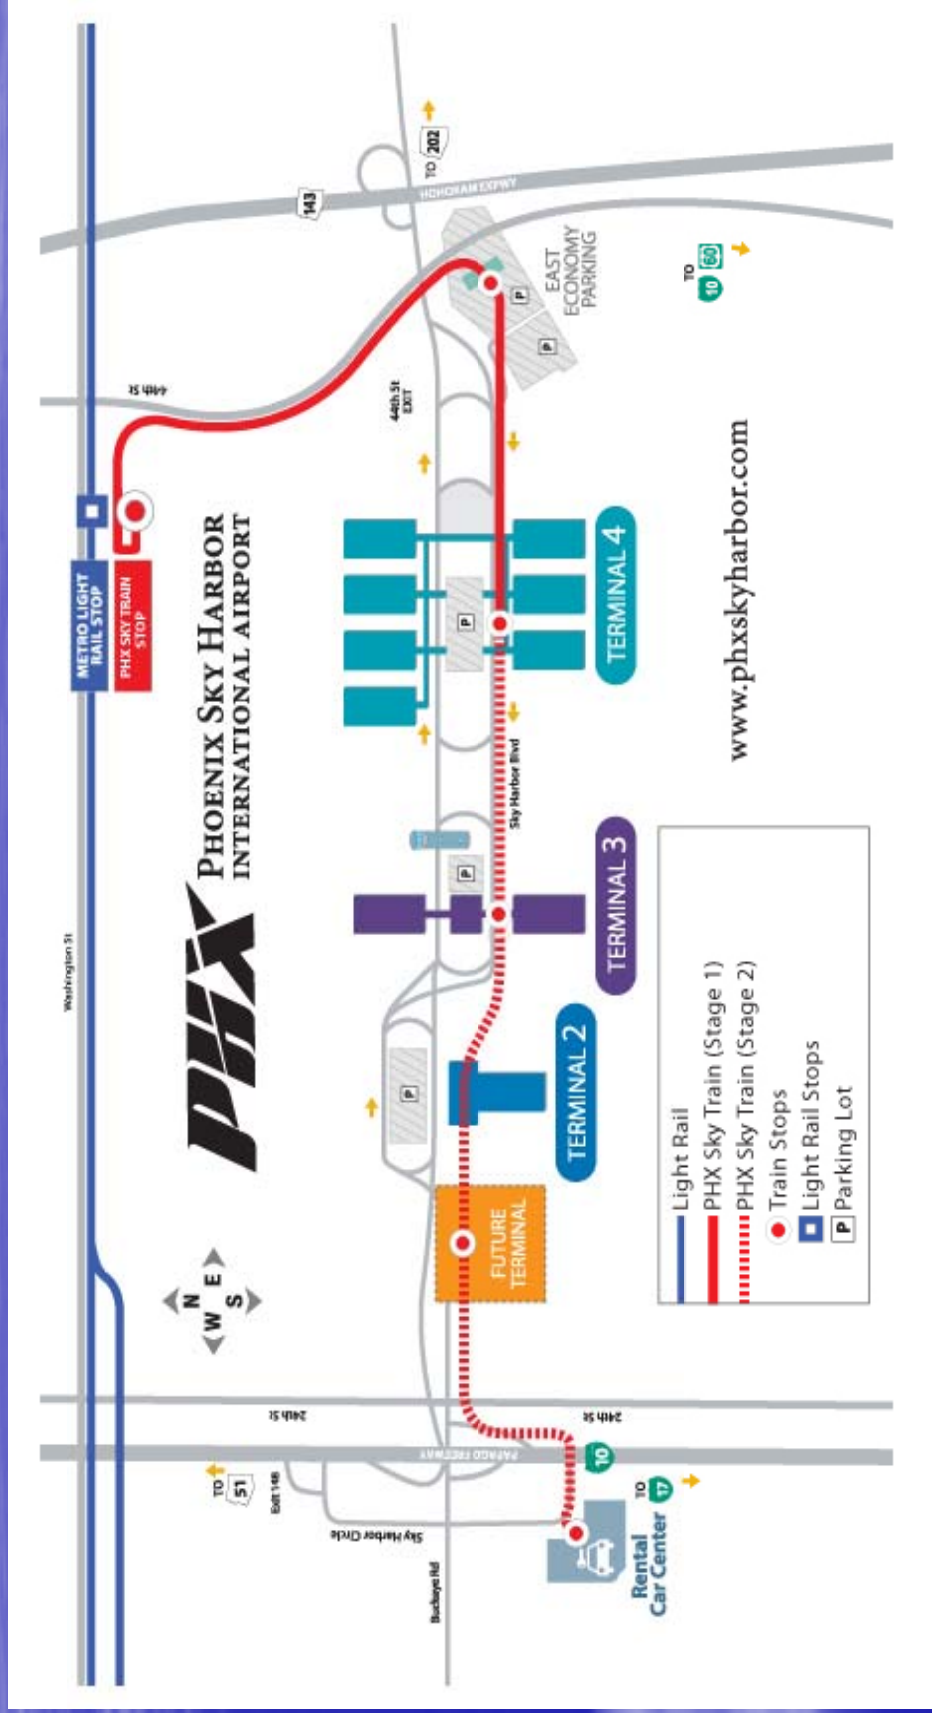 Washington St
METRO LIGHT
RAIL STOP
PHX SKY TRAIN
STOP
44th St
143
TO 202
HOHOKAM EXPWY
PHX
PHOENIX SKY HARBOR
INTERNATIONAL AIRPORT
N
W E
S
44th St
EXIT
P
P
EAST
ECONOMY
PARKING
TO
10 60
P
P
P
TERMINAL 4
Sky Harbor Blvd
TERMINAL 3
TERMINAL 2
FUTURE
TERMINAL
24th St
24th St
PAPAGO FREEWAY
10
TO
51
Exit 148
Sky Harbor Circle
Buckeye Rd
TO
17
Rental
Car Center
www.phxskyharbor.com
Light Rail
PHX Sky Train (Stage 1)
PHX Sky Train (Stage 2)
Train Stops
Light Rail Stops
P Parking Lot